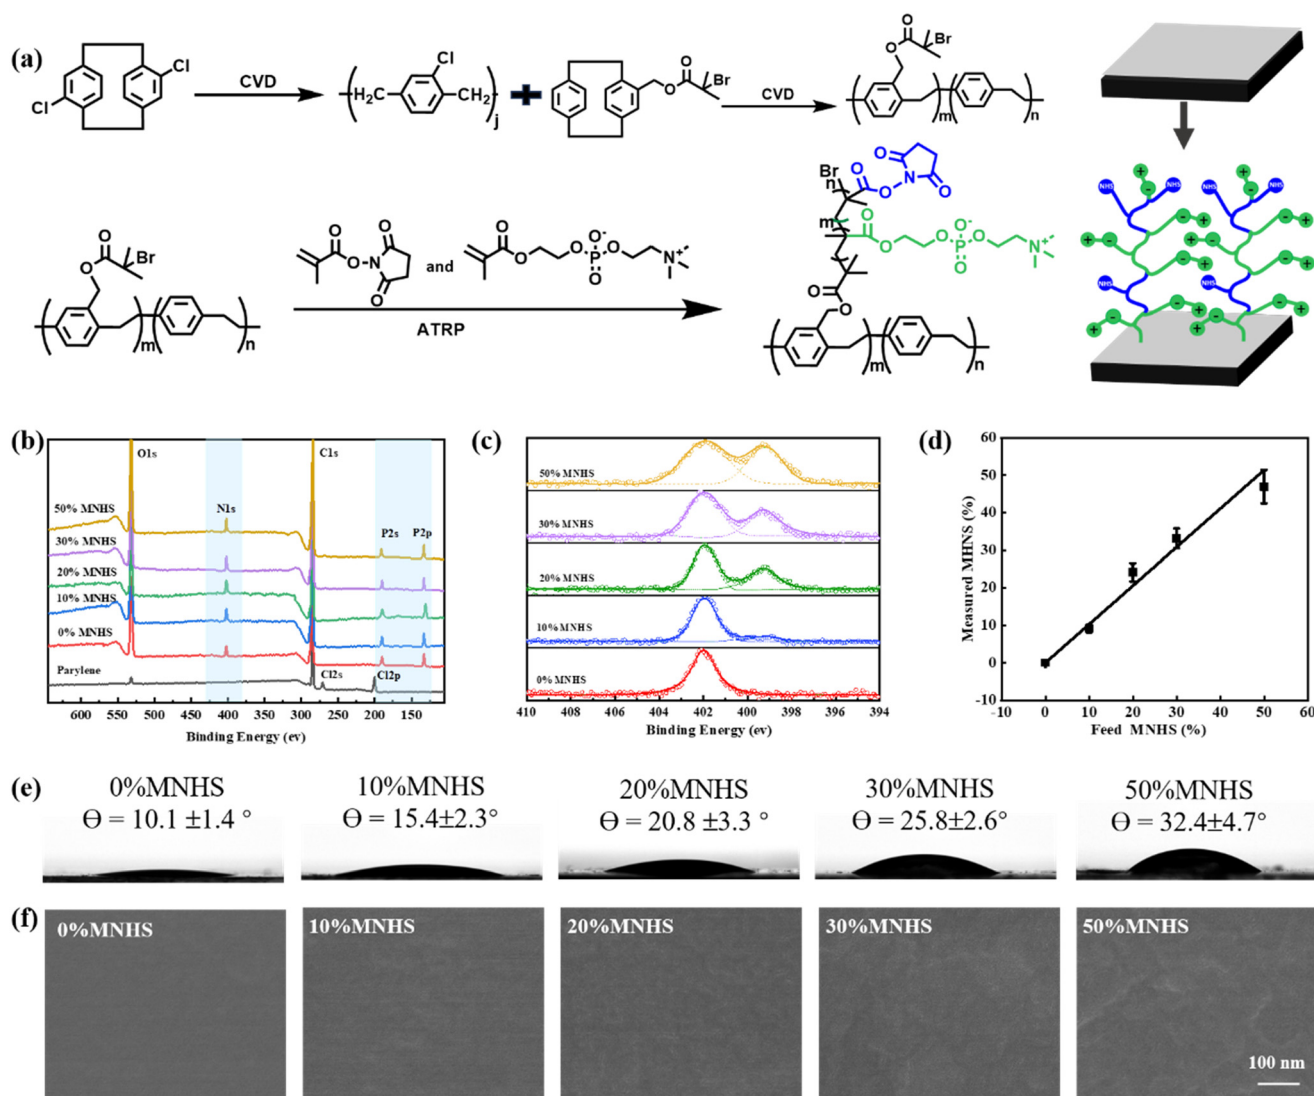 (a)
Cl
Cl
CVD
H₂C
Cl
CH₂
j
O
O
Br
CVD
O
O
Br
m
n
O
O
Br
m
n
O
O
N
O
O
and
O
O
O
P
O⁻
O
O
N⁺
ATRP
Br
n
O
O
N
O
O
m
O
O
O
P
O⁻
O
O
N⁺
O
O
m
n
NHS
NHS
NHS
NHS
NHS
NHS
(b)
O1s
C1s
N1s
P2s
P2p
50% MNHS
30% MNHS
20% MNHS
10% MNHS
0% MNHS
Parylene
Cl2s
Cl2p
600 550 500 450 400 350 300 250 200 150
Binding Energy (ev)
(c)
50% MNHS
30% MNHS
20% MNHS
10% MNHS
0% MNHS
410 408 406 404 402 400 398 396 394
Binding Energy (ev)
(d)
Measured MHNS (%)
60
50
40
30
20
10
0
-10
-10 0 10 20 30 40 50 60
Feed MNHS (%)
(e)
0%MNHS
ϴ = 10.1 ±1.4 °
10%MNHS
ϴ = 15.4±2.3°
20%MNHS
ϴ = 20.8 ±3.3 °
30%MNHS
ϴ = 25.8±2.6°
50%MNHS
ϴ = 32.4±4.7°
(f)
0%MNHS
10%MNHS
20%MNHS
30%MNHS
50%MNHS
100 nm